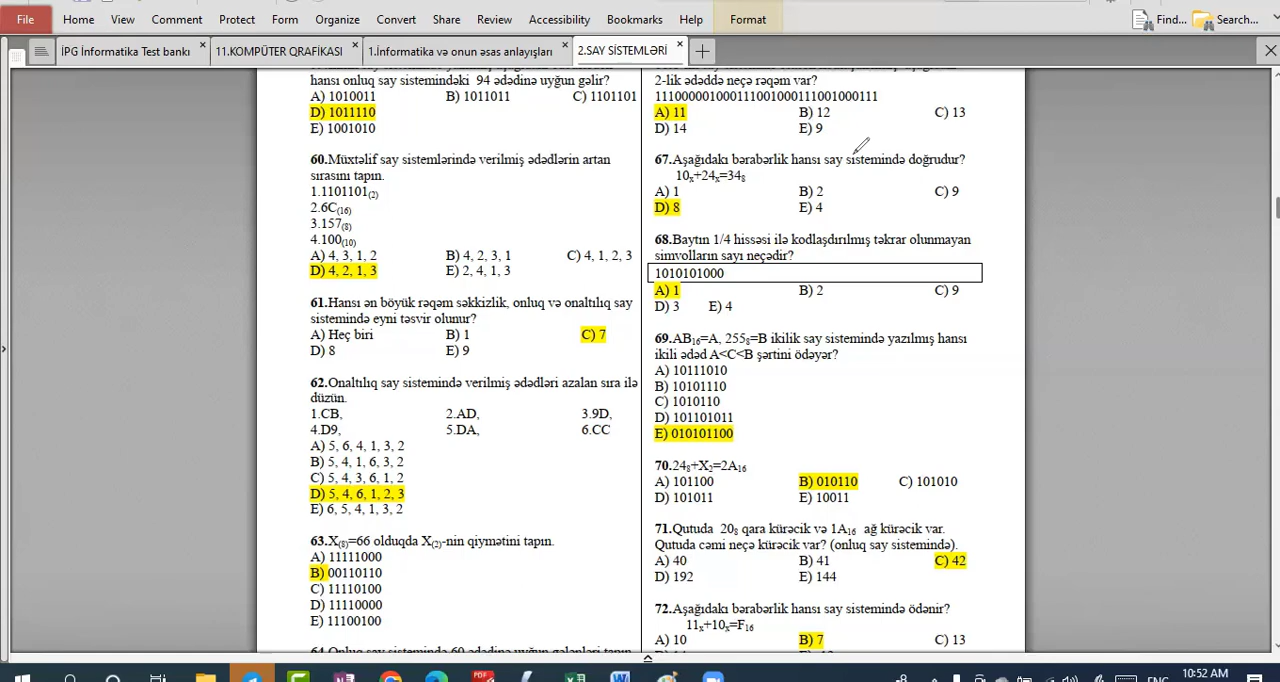 Home View Comment Protect Form Organize Convert Share Review Accessibility Bookmarks Help Format
File
Find... Search...
İPG İnformatika Test bankı 11.KOMPÜTER QRAFİKASI 1.İnformatika və onun əsas anlayışları 2.SAY SİSTEMLƏRİ
hansı onluq say sistemindəki 94 ədədinə uyğun gəlir?
A) 1010011 B) 1011011 C) 1101101
D) 1011110
E) 1001010
60.Müxtəlif say sistemlərində verilmiş ədədlərin artan
sırasını tapın.
1.1101101(2)
2.6C(16)
3.157(8)
4.100(10)
A) 4, 3, 1, 2 B) 4, 2, 3, 1 C) 4, 1, 2, 3
D) 4, 2, 1, 3 E) 2, 4, 1, 3
61.Hansı ən böyük rəqəm səkkizlik, onluq və onaltılıq say
sistemində eyni təsvir olunur?
A) Heç biri B) 1 C) 7
D) 8 E) 9
62.Onaltılıq say sistemində verilmiş ədədləri azalan sıra ilə
düzün.
1.CB, 2.AD, 3.9D,
4.D9, 5.DA, 6.CC
A) 5, 6, 4, 1, 3, 2
B) 5, 4, 1, 6, 3, 2
C) 5, 4, 3, 6, 1, 2
D) 5, 4, 6, 1, 2, 3
E) 6, 5, 4, 1, 3, 2
63.X(8)=66 olduqda X(2)-nin qiymətini tapın.
A) 11111000
B) 00110110
C) 11110100
D) 11110000
E) 11100100
64.Onluq say sistemində 60 ədədinə uyğun gələnləri tapın
2-lik ədəddə neçə rəqəm var?
1110000010001110010001110010001​11
A) 11 B) 12 C) 13
D) 14 E) 9
67.Aşağıdakı bərabərlik hansı say sistemində doğrudur?
10x+24x=348
A) 1 B) 2 C) 9
D) 8 E) 4
68.Baytın 1/4 hissəsi ilə kodlaşdırılmış təkrar olunmayan
simvolların sayı neçədir?
1010101000
A) 1 B) 2 C) 9
D) 3 E) 4
69.AB16=A, 2558=B ikilik say sistemində yazılmış hansı
ikili ədəd A<C<B şərtini ödəyər?
A) 10111010
B) 10101110
C) 1010110
D) 101101011
E) 010101100
70.248+X2=2A16
A) 101100 B) 010110 C) 101010
D) 101011 E) 10011
71.Qutuda 208 qara kürəcik və 1A16 ağ kürəcik var.
Qutuda cəmi neçə kürəcik var? (onluq say sistemində).
A) 40 B) 41 C) 42
D) 192 E) 144
72.Aşağıdakı bərabərlik hansı say sistemində ödənir?
11x+10x=F16
A) 10 B) 7 C) 13
10:52 AM